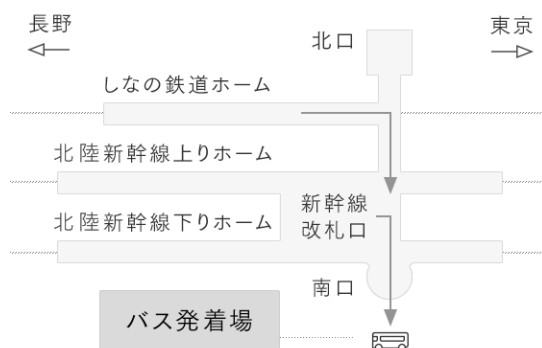 長野
東京
北口
しなの鉄道ホーム
北陸新幹線上りホーム
北陸新幹線下りホーム
新幹線
改札口
南口
バス発着場